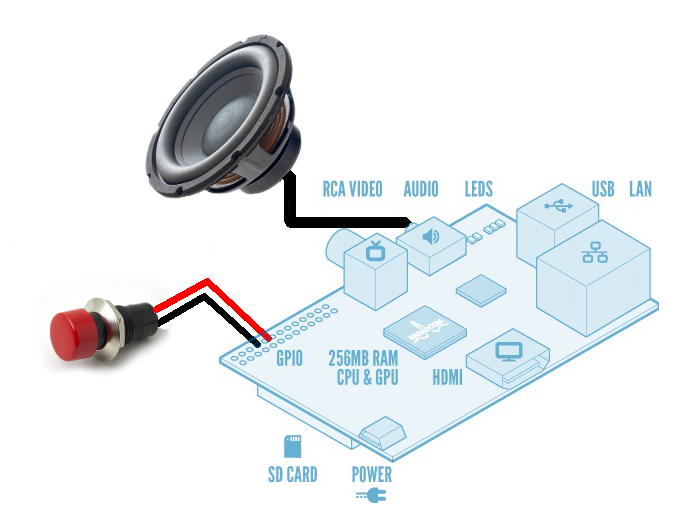 RCA VIDEO AUDIO LEDS USB LAN
GPIO
256MB RAM
CPU & GPU
HDMI
SD CARD
POWER